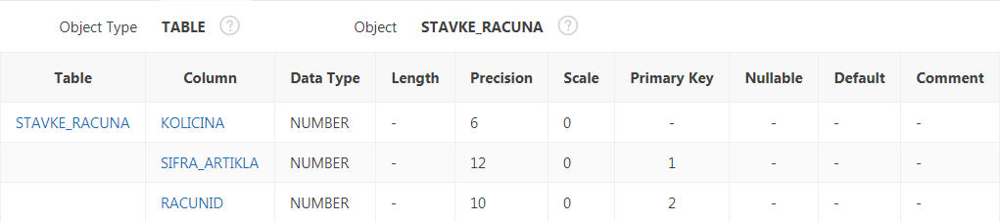 Object Type TABLE ? Object STAVKE_RACUNA ?
Table Column Data Type Length Precision Scale Primary Key Nullable Default Comment
STAVKE_RACUNA KOLICINA NUMBER - 6 0 - - - -
SIFRA_ARTIKLA NUMBER - 12 0 1 - - -
RACUNID NUMBER - 10 0 2 - - -